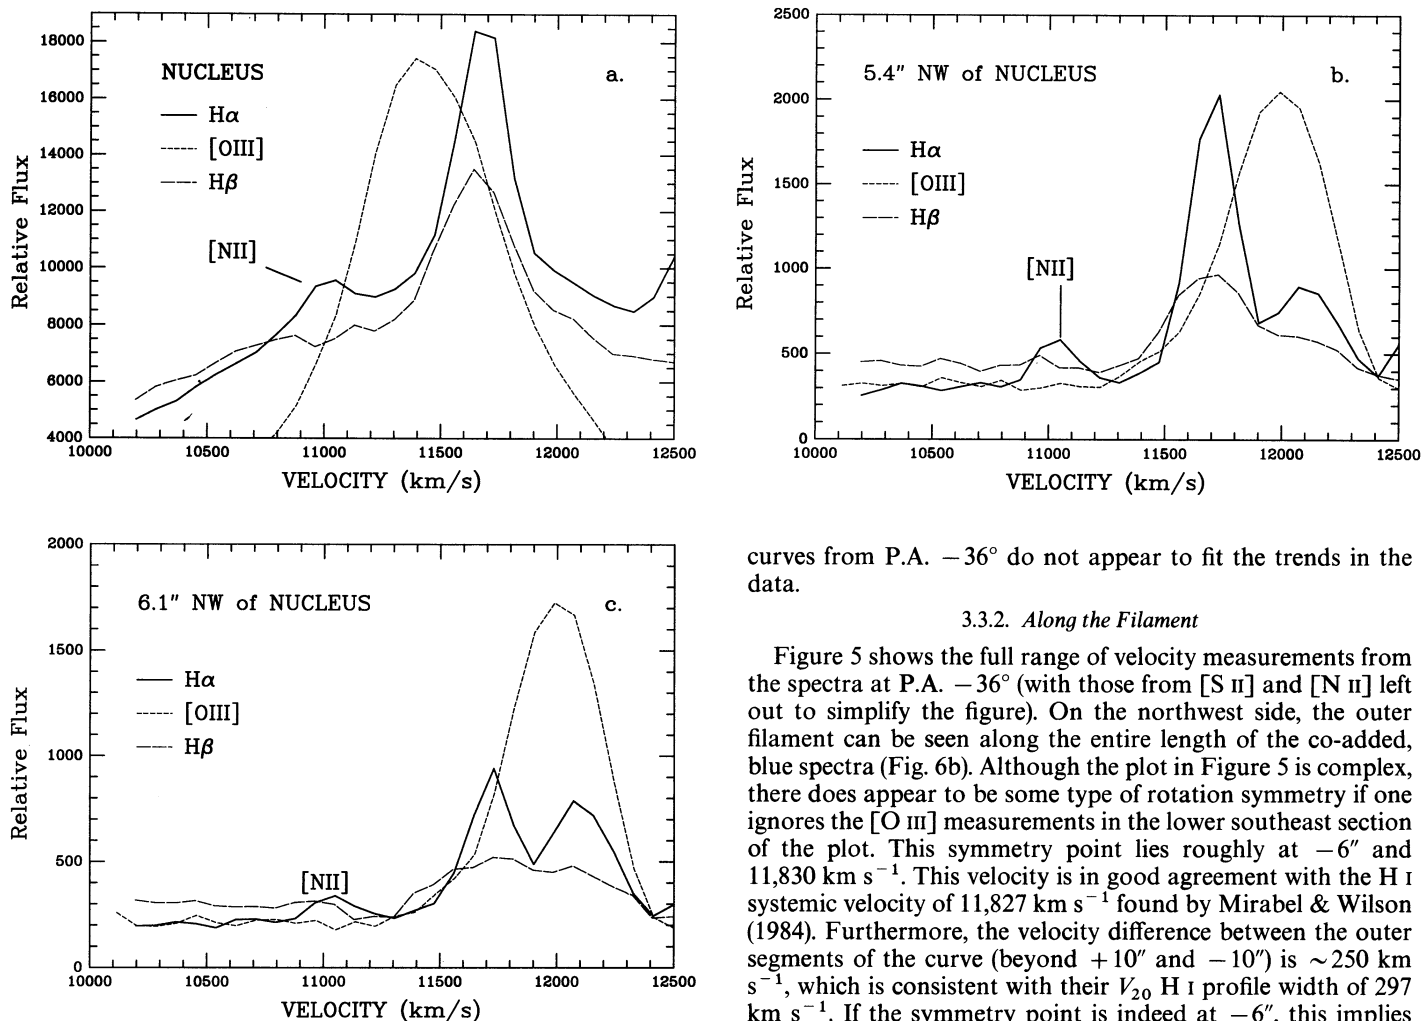 NUCLEUS
a.
Hα
[OIII]
Hβ
[NII]
Relative Flux
18000
16000
14000
12000
10000
8000
6000
4000
10000 10500 11000 11500 12000 12500
VELOCITY (km/s)
5.4" NW of NUCLEUS
b.
Hα
[OIII]
Hβ
[NII]
Relative Flux
2500
2000
1500
1000
500
0
10000 10500 11000 11500 12000 12500
VELOCITY (km/s)
6.1" NW of NUCLEUS
c.
Hα
[OIII]
Hβ
[NII]
Relative Flux
2000
1500
1000
500
0
10000 10500 11000 11500 12000 12500
VELOCITY (km/s)
curves from P.A. −36° do not appear to fit the trends in the
data.
3.3.2. Along the Filament
Figure 5 shows the full range of velocity measurements from
the spectra at P.A. −36° (with those from [S II] and [N II] left
out to simplify the figure). On the northwest side, the outer
filament can be seen along the entire length of the co-added,
blue spectra (Fig. 6b). Although the plot in Figure 5 is complex,
there does appear to be some type of rotation symmetry if one
ignores the [O III] measurements in the lower southeast section
of the plot. This symmetry point lies roughly at −6″ and
11,830 km s⁻¹. This velocity is in good agreement with the H I
systemic velocity of 11,827 km s⁻¹ found by Mirabel & Wilson
(1984). Furthermore, the velocity difference between the outer
segments of the curve (beyond +10″ and −10″) is ~250 km
s⁻¹, which is consistent with their V₂₀ H I profile width of 297
km s⁻¹. If the symmetry point is indeed at −6″, this implies